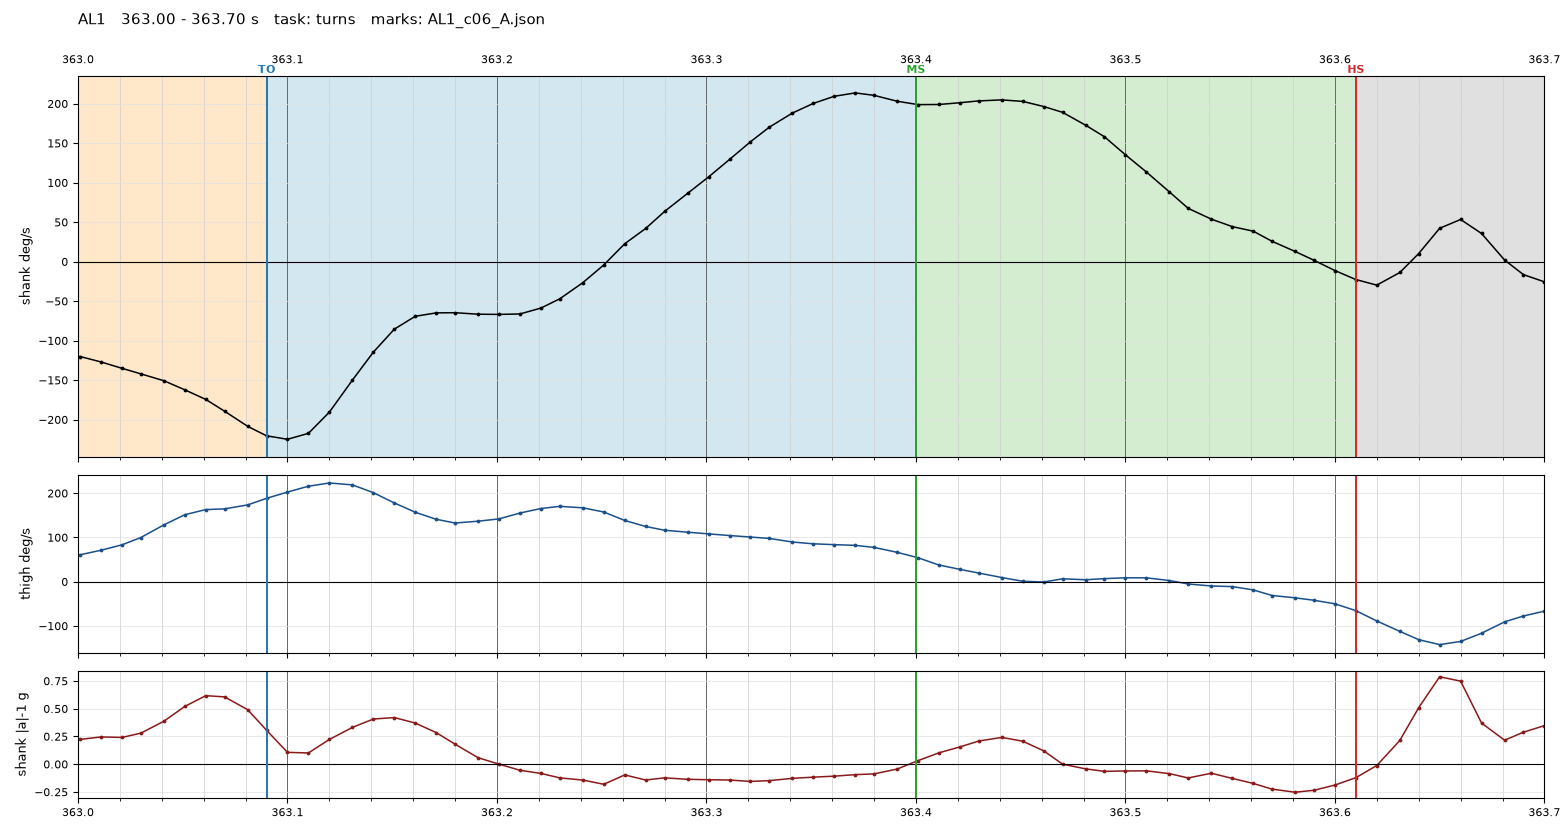 AL1   363.00 - 363.70 s   task: turns   marks: AL1_c06_A.json
363.0 363.1 363.2 363.3 363.4 363.5 363.6 363.7
TO MS HS
shank deg/s
200
150
100
50
0
−50
−100
−150
−200
thigh deg/s
200
100
0
−100
shank |a|-1 g
0.75
0.50
0.25
0.00
−0.25
363.0 363.1 363.2 363.3 363.4 363.5 363.6 363.7